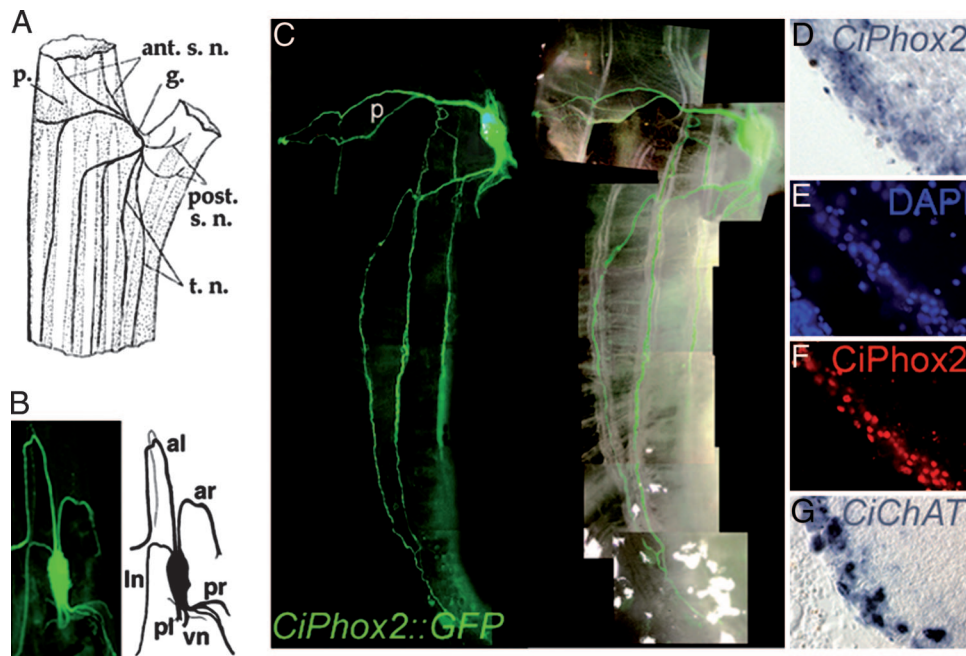 A
ant. s. n.
p.
g.
post.
s. n.
t. n.
B
al
ar
ln
pr
pl
vn
C
p
CiPhox2::GFP
D
CiPhox2
E
DAPI
F
CiPhox2
G
CiChAT